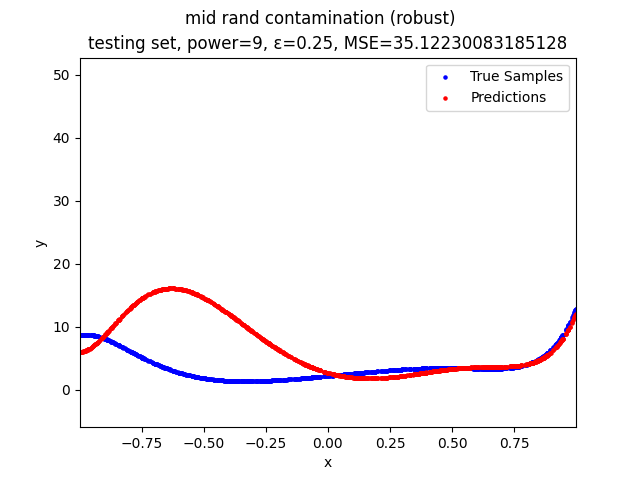 mid rand contamination (robust)
testing set, power=9, ε=0.25, MSE=35.12230083185128
True Samples
Predictions
50
40
30
20
10
0
y
−0.75 −0.50 −0.25 0.00 0.25 0.50 0.75
x